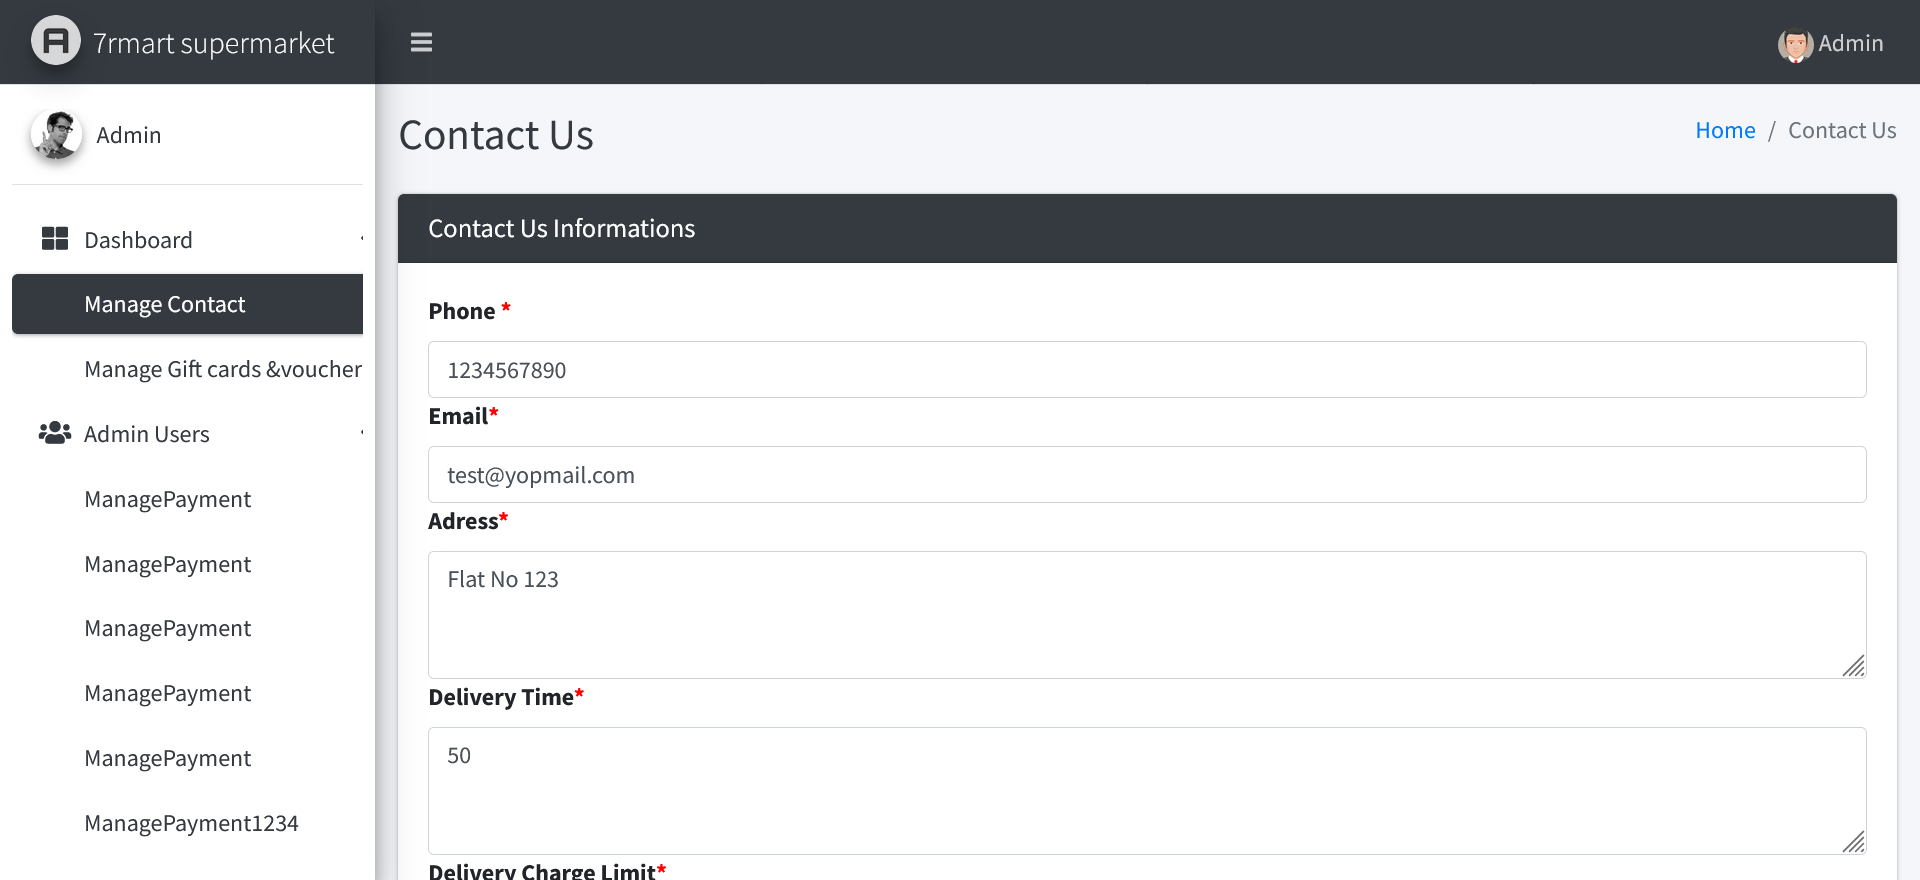 7rmart supermarket
Admin
Admin
Dashboard
Manage Contact
Manage Gift cards &voucher
Admin Users
ManagePayment
ManagePayment
ManagePayment
ManagePayment
ManagePayment
ManagePayment1234
Contact Us
Home / Contact Us
Contact Us Informations
Phone *
1234567890
Email*
test@yopmail.com
Adress*
Flat No 123
Delivery Time*
50
Delivery Charge Limit*